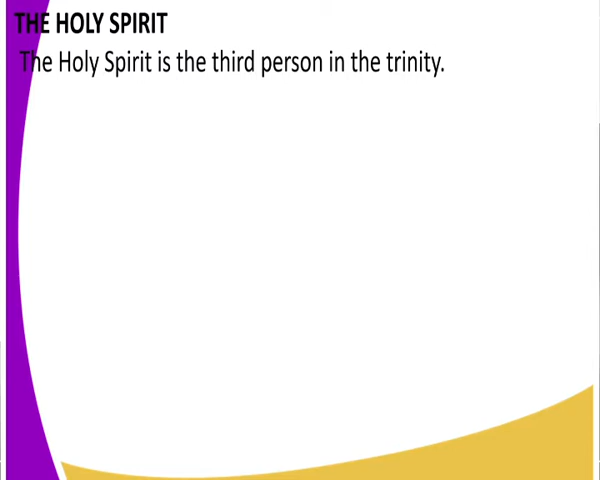 THE HOLY SPIRIT
The Holy Spirit is the third person in the trinity.